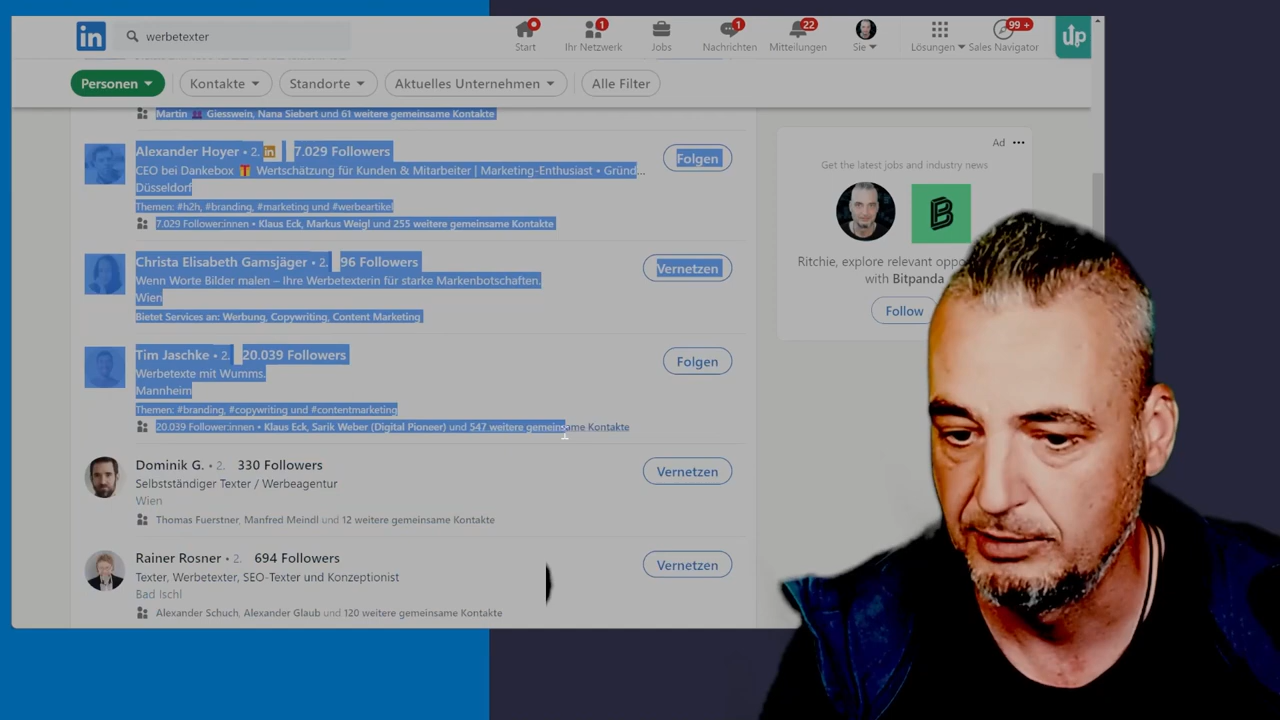 in
werbetexter
Start
1
Ihr Netzwerk
Jobs
1
Nachrichten
22
Mitteilungen
Sie
Lösungen
99 +
Sales Navigator
up
Personen
Kontakte
Standorte
Aktuelles Unternehmen
Alle Filter
Martin Giesswein, Nana Siebert und 61 weitere gemeinsame Kontakte
Alexander Hoyer • 2. in 7.029 Followers
Folgen
CEO bei Dankebox 🎁 Wertschätzung für Kunden & Mitarbeiter | Marketing-Enthusiast • Gründ...
Düsseldorf
Themen: #h2h, #branding, #marketing und #werbeartikel
7.029 Follower:innen • Klaus Eck, Markus Weigl und 255 weitere gemeinsame Kontakte
Christa Elisabeth Gamsjäger • 2. 96 Followers
Vernetzen
Wenn Worte Bilder malen – Ihre Werbetexterin für starke Markenbotschaften.
Wien
Bietet Services an: Werbung, Copywriting, Content Marketing
Tim Jaschke • 2. 20.039 Followers
Folgen
Werbetexte mit Wumms.
Mannheim
Themen: #branding, #copywriting und #contentmarketing
20.039 Follower:innen • Klaus Eck, Sarik Weber (Digital Pioneer) und 547 weitere gemeinsame Kontakte
Dominik G. • 2. 330 Followers
Vernetzen
Selbstständiger Texter / Werbeagentur
Wien
Thomas Fuerstner, Manfred Meindl und 12 weitere gemeinsame Kontakte
Rainer Rosner • 2. 694 Followers
Vernetzen
Texter, Werbetexter, SEO-Texter und Konzeptionist
Bad Ischl
Alexander Schuch, Alexander Glaub und 120 weitere gemeinsame Kontakte
Ad •••
Get the latest jobs and industry news
B
Ritchie, explore relevant
with Bitpanda
Follow